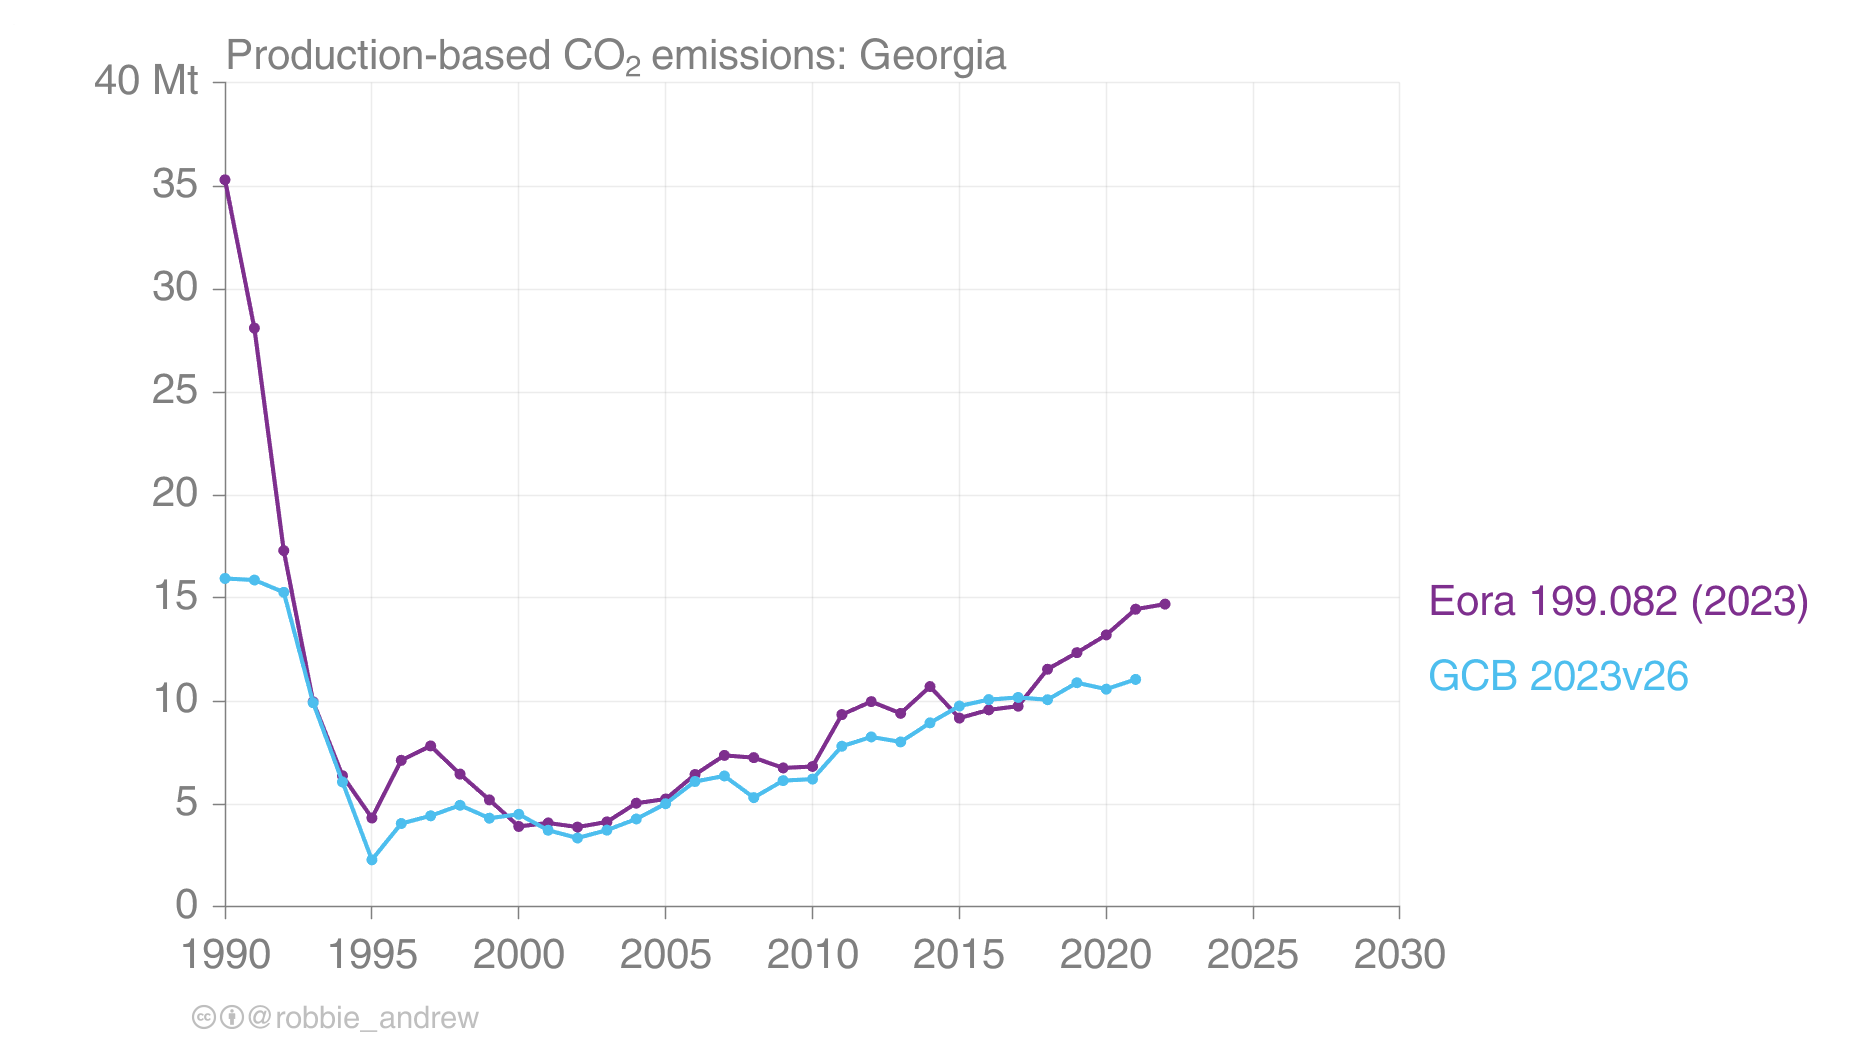 Production-based CO₂ emissions: Georgia
40 Mt
35
30
25
20
15
10
5
0
1990 1995 2000 2005 2010 2015 2020 2025 2030
Eora 199.082 (2023)
GCB 2023v26
@robbie_andrew